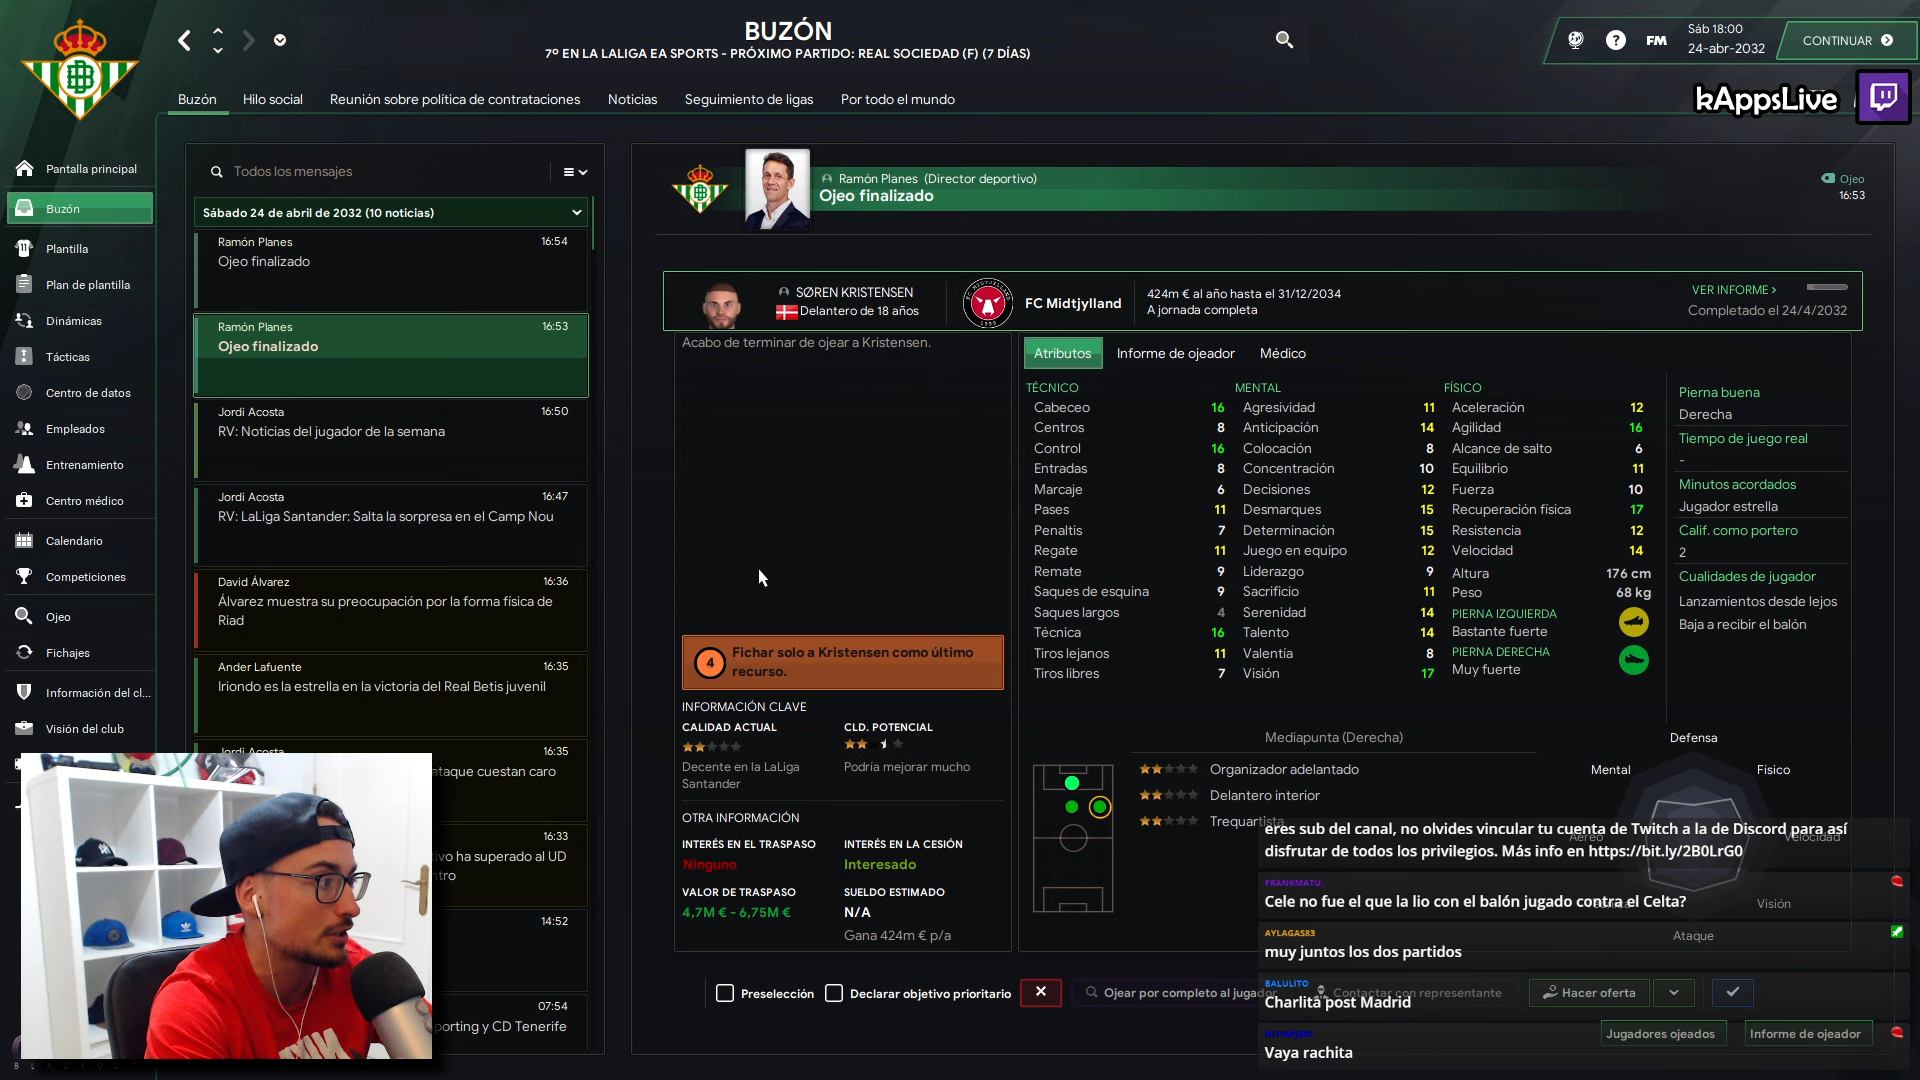 BUZÓN
7º EN LA LALIGA EA SPORTS - PRÓXIMO PARTIDO: REAL SOCIEDAD (F) (7 DÍAS)
FM
Sáb 18:00
24-abr-2032
CONTINUAR
kAppsLive
Buzón
Hilo social
Reunión sobre política de contrataciones
Noticias
Seguimiento de ligas
Por todo el mundo
Pantalla principal
Buzón
Plantilla
Plan de plantilla
Dinámicas
Tácticas
Centro de datos
Empleados
Entrenamiento
Centro médico
Calendario
Competiciones
Ojeo
Fichajes
Información del cl...
Visión del club
Todos los mensajes
Sábado 24 de abril de 2032 (10 noticias)
Ramón Planes 16:54
Ojeo finalizado
Ramón Planes 16:53
Ojeo finalizado
Jordi Acosta 16:50
RV: Noticias del jugador de la semana
Jordi Acosta 16:47
RV: LaLiga Santander: Salta la sorpresa en el Camp Nou
David Álvarez 16:36
Álvarez muestra su preocupación por la forma física de
Riad
Ander Lafuente 16:35
Iriondo es la estrella en la victoria del Real Betis juvenil
Jordi Acosta 16:35
ataque cuestan caro
16:33
vo ha superado al UD
ntro
14:52
07:54
porting y CD Tenerife
Ramón Planes (Director deportivo)
Ojeo finalizado
Ojeo
16:53
SØREN KRISTENSEN
Delantero de 18 años
FC Midtjylland
424m € al año hasta el 31/12/2034
A jornada completa
VER INFORME >
Completado el 24/4/2032
Acabo de terminar de ojear a Kristensen.
4 Fichar solo a Kristensen como último
recurso.
INFORMACIÓN CLAVE
CALIDAD ACTUAL CLD. POTENCIAL
Decente en la LaLiga
Santander
Podría mejorar mucho
OTRA INFORMACIÓN
INTERÉS EN EL TRASPASO INTERÉS EN LA CESIÓN
Ninguno Interesado
VALOR DE TRASPASO SUELDO ESTIMADO
4,7M € - 6,75M € N/A
Gana 424m € p/a
Atributos Informe de ojeador Médico
TÉCNICO MENTAL FÍSICO
Cabeceo 16 Agresividad 11 Aceleración 12
Centros 8 Anticipación 14 Agilidad 16
Control 16 Colocación 8 Alcance de salto 6
Entradas 8 Concentración 10 Equilibrio 11
Marcaje 6 Decisiones 12 Fuerza 10
Pases 11 Desmarques 15 Recuperación física 17
Penaltis 7 Determinación 15 Resistencia 12
Regate 11 Juego en equipo 12 Velocidad 14
Remate 9 Liderazgo 9 Altura 176 cm
Saques de esquina 9 Sacrificio 11 Peso 68 kg
Saques largos 4 Serenidad 14 PIERNA IZQUIERDA
Técnica 16 Talento 14 Bastante fuerte
Tiros lejanos 11 Valentía 8 PIERNA DERECHA
Tiros libres 7 Visión 17 Muy fuerte
Pierna buena
Derecha
Tiempo de juego real
-
Minutos acordados
Jugador estrella
Calif. como portero
2
Cualidades de jugador
Lanzamientos desde lejos
Baja a recibir el balón
Mediapunta (Derecha)
Organizador adelantado
Delantero interior
Trequartista
Defensa
Mental
Físico
Aéreo
Velocidad
Visión
Ataque
eres sub del canal, no olvides vincular tu cuenta de Twitch a la de Discord para así
disfrutar de todos los privilegios. Más info en https://bit.ly/2B0LrG0
FRANKMATU_
Cele no fue el que la lio con el balón jugado contra el Celta?
AYLAGAS83
muy juntos los dos partidos
BALULITO
Charlita post Madrid
Vaya rachita
Preselección
Declarar objetivo prioritario
Ojear por completo al jugador
Contactar con representante
Hacer oferta
Jugadores ojeados
Informe de ojeador